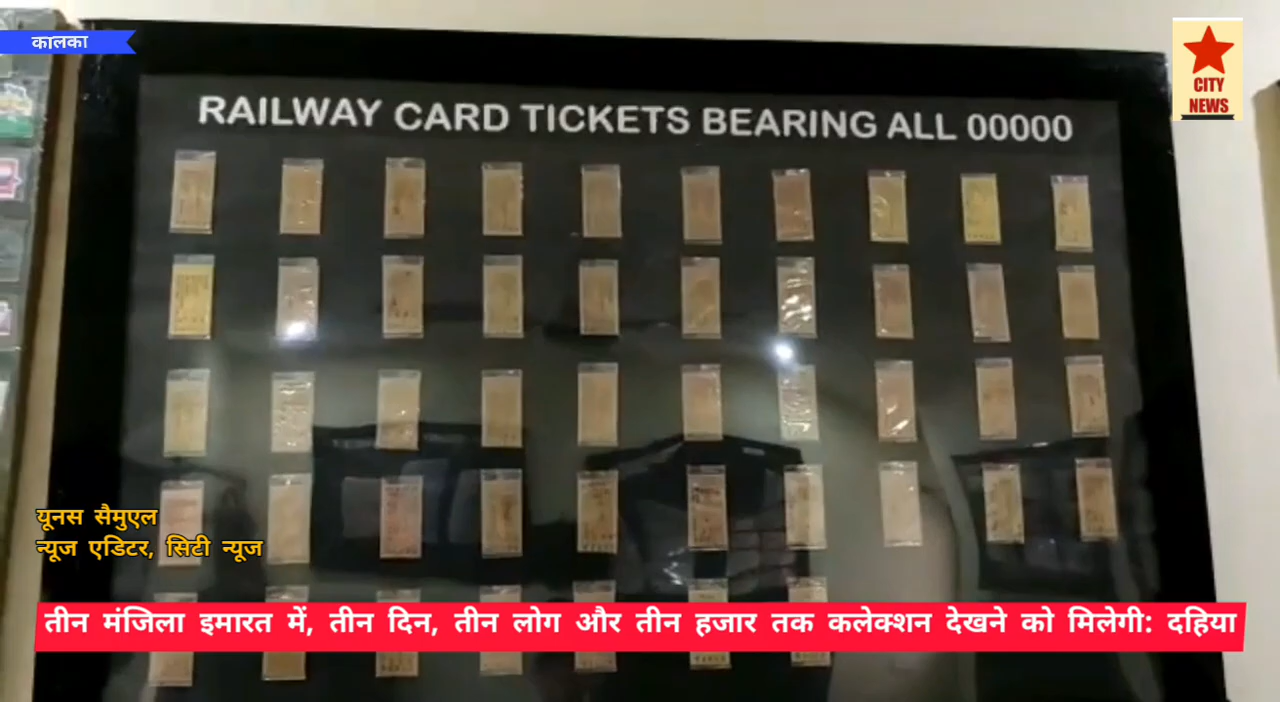 कालका
CITY
NEWS
RAILWAY CARD TICKETS BEARING ALL 00000
यूनस सैमुएल
न्यूज एडिटर, सिटी न्यूज
तीन मंजिला इमारत में, तीन दिन, तीन लोग और तीन हजार तक कलेक्शन देखने को मिलेगी: दहिया